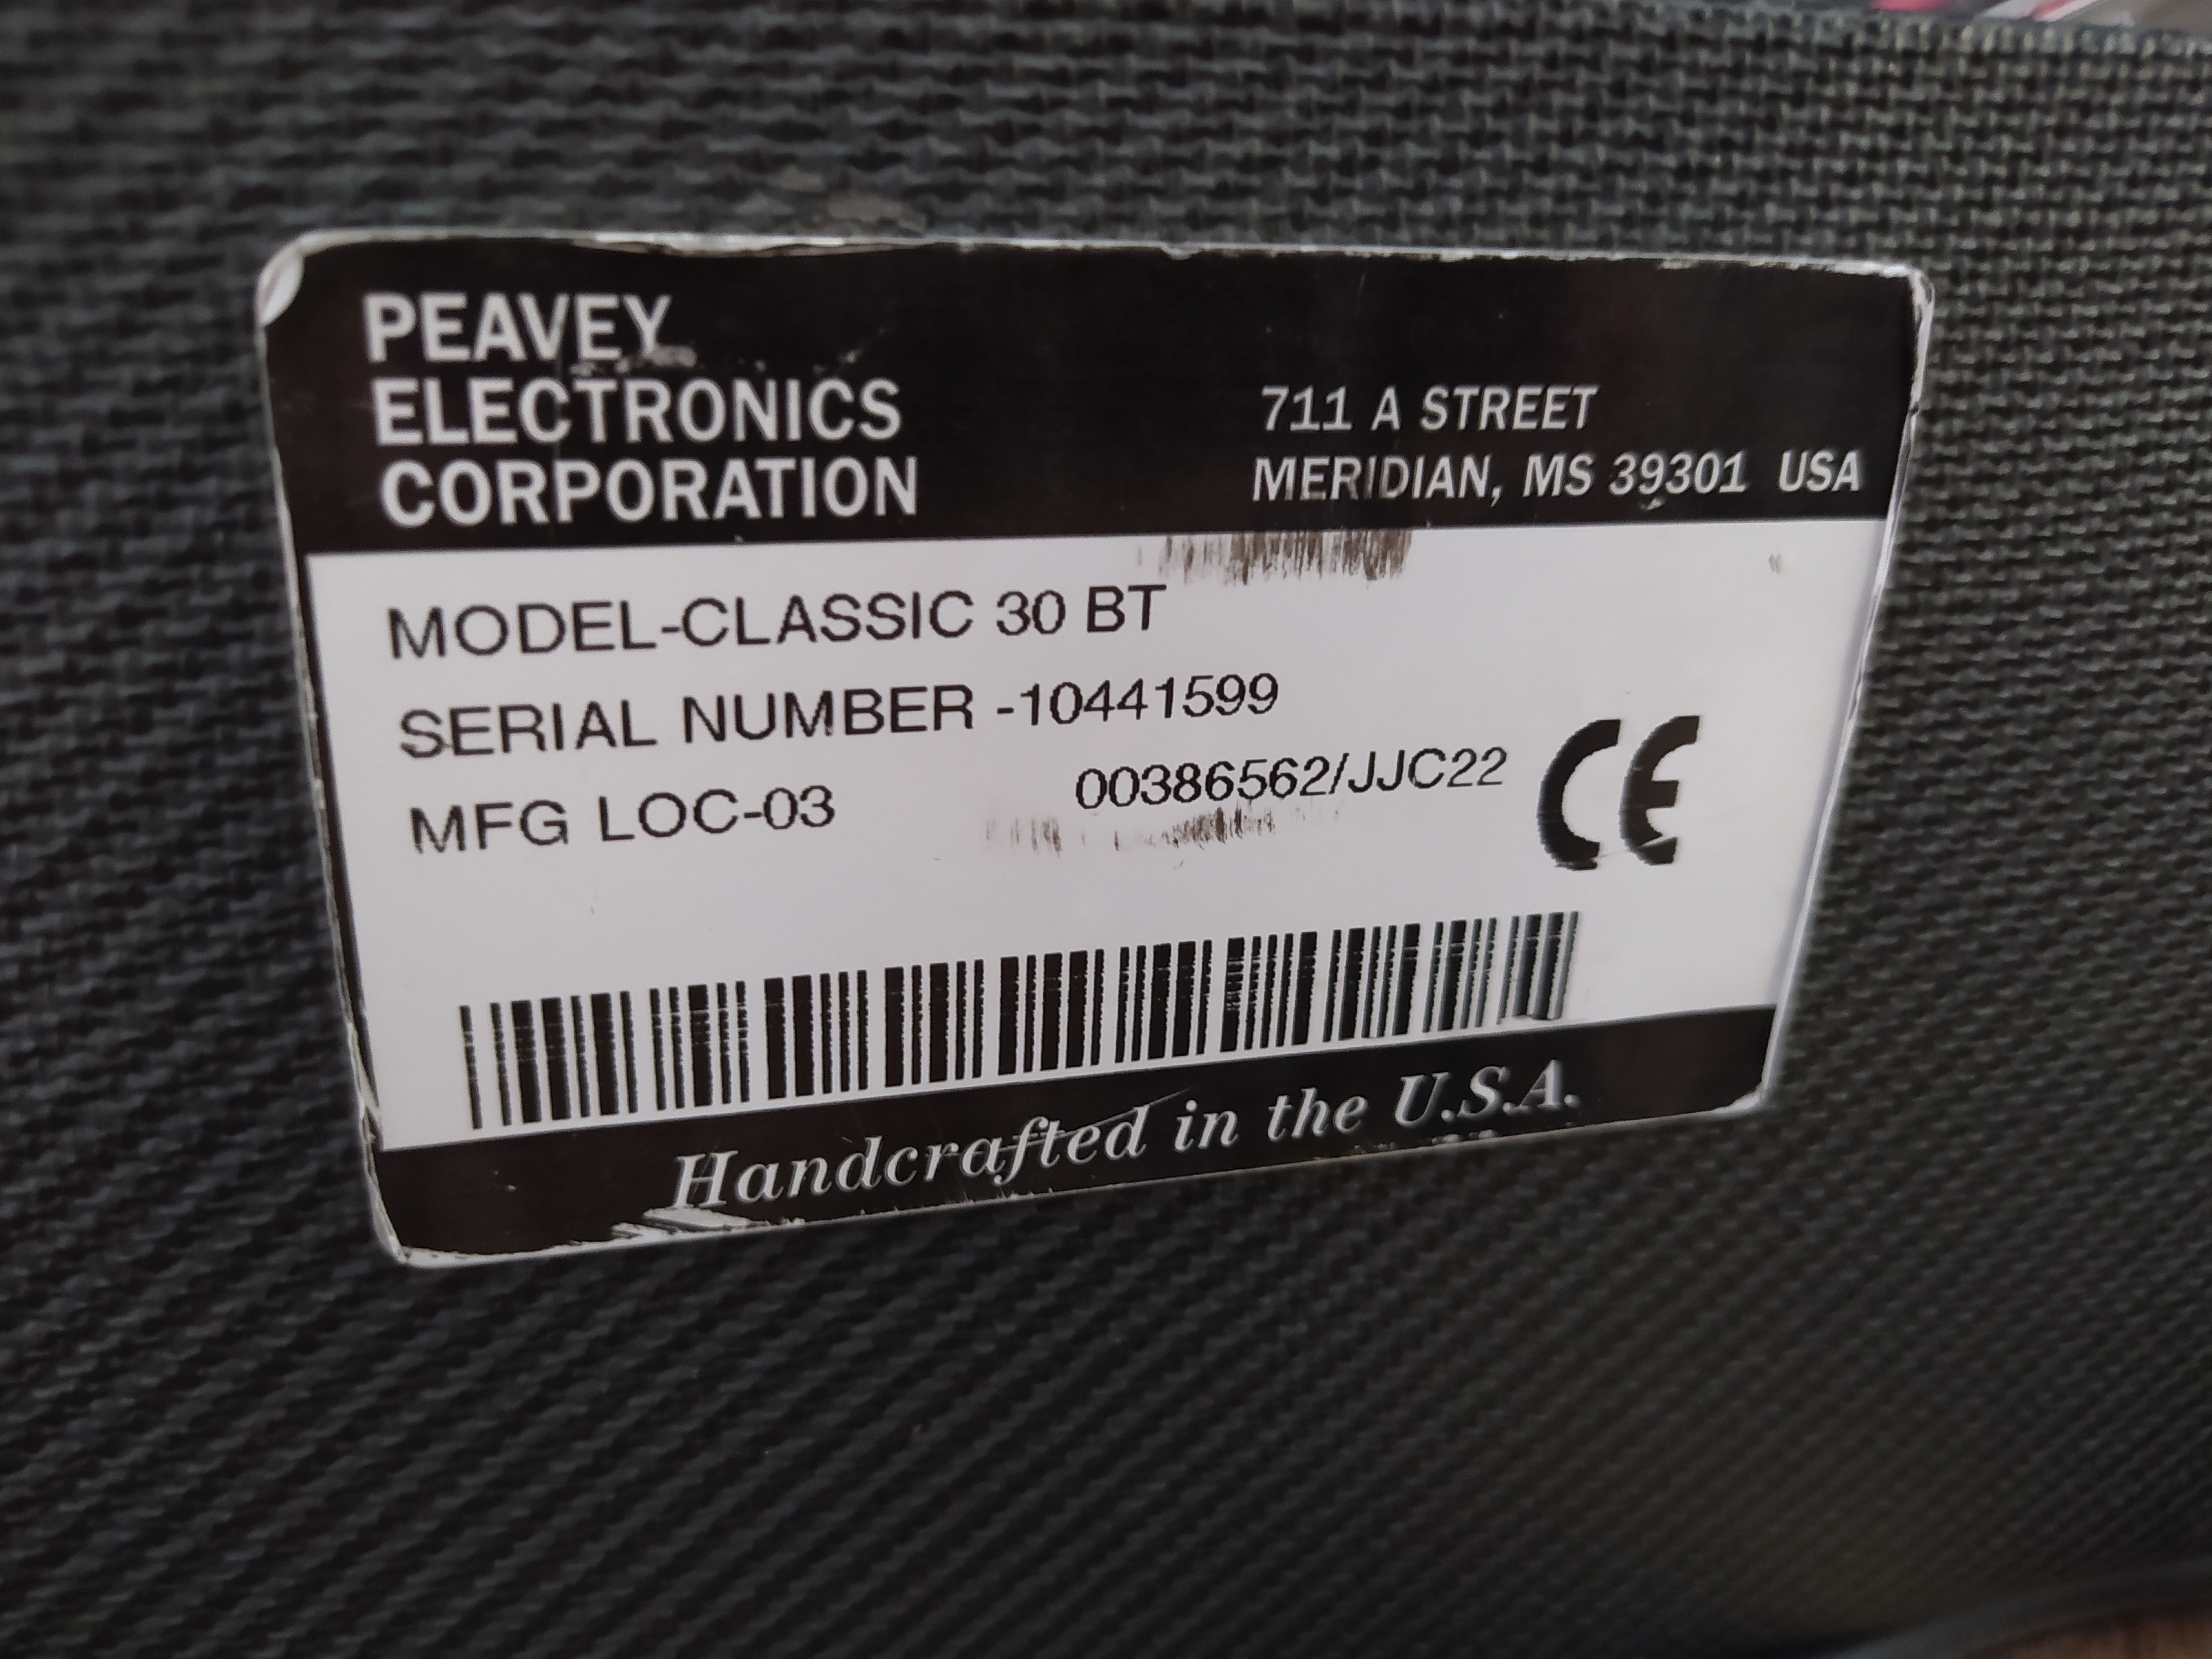 PEAVEY
ELECTRONICS
CORPORATION
711 A STREET
MERIDIAN, MS 39301 USA
MODEL-CLASSIC 30 BT
SERIAL NUMBER -10441599
MFG LOC-03
00386562/JJC22
CE
Handcrafted in the U.S.A.